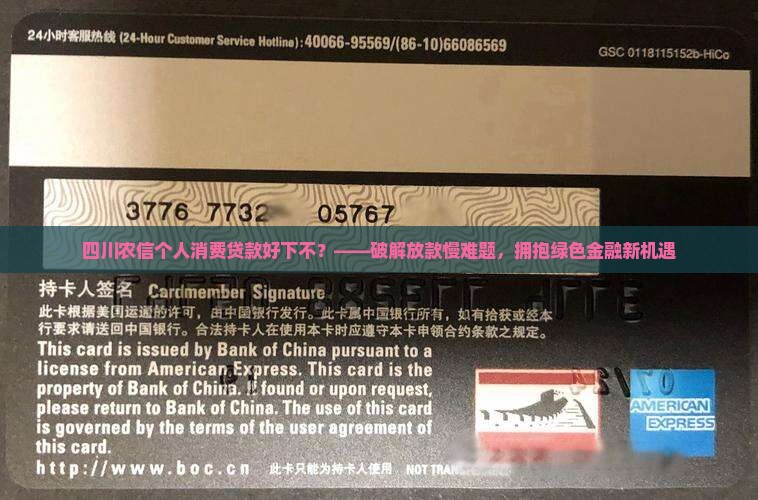 24小时客服热线 (24-Hour Customer Service Hotline):40066-95569/(86-10)66086569
GSC 0118115152b-HiCo
3776 7732 05767
四川农信个人消费贷款好下不?——破解放款慢难题，拥抱绿色金融新机遇
持卡人签名 Cardmember Signature
此卡根据美国运通的许可，由中国银行发行。此卡属中国银行所有，如有拾获或经本
行要求请送回中国银行。合法持卡人在使用本卡时应遵守本卡申领合约条款之规定。
This card is issued by Bank of China pursuant to a
license from American Express. This card is the
property of Bank of China. If found or upon request,
please return to Bank of China. The use of this card
is governed by the terms of the user agreement of
this card.
AMERICAN
EXPRESS
http://www.boc.cn 此卡只能为持卡人使用 NOT